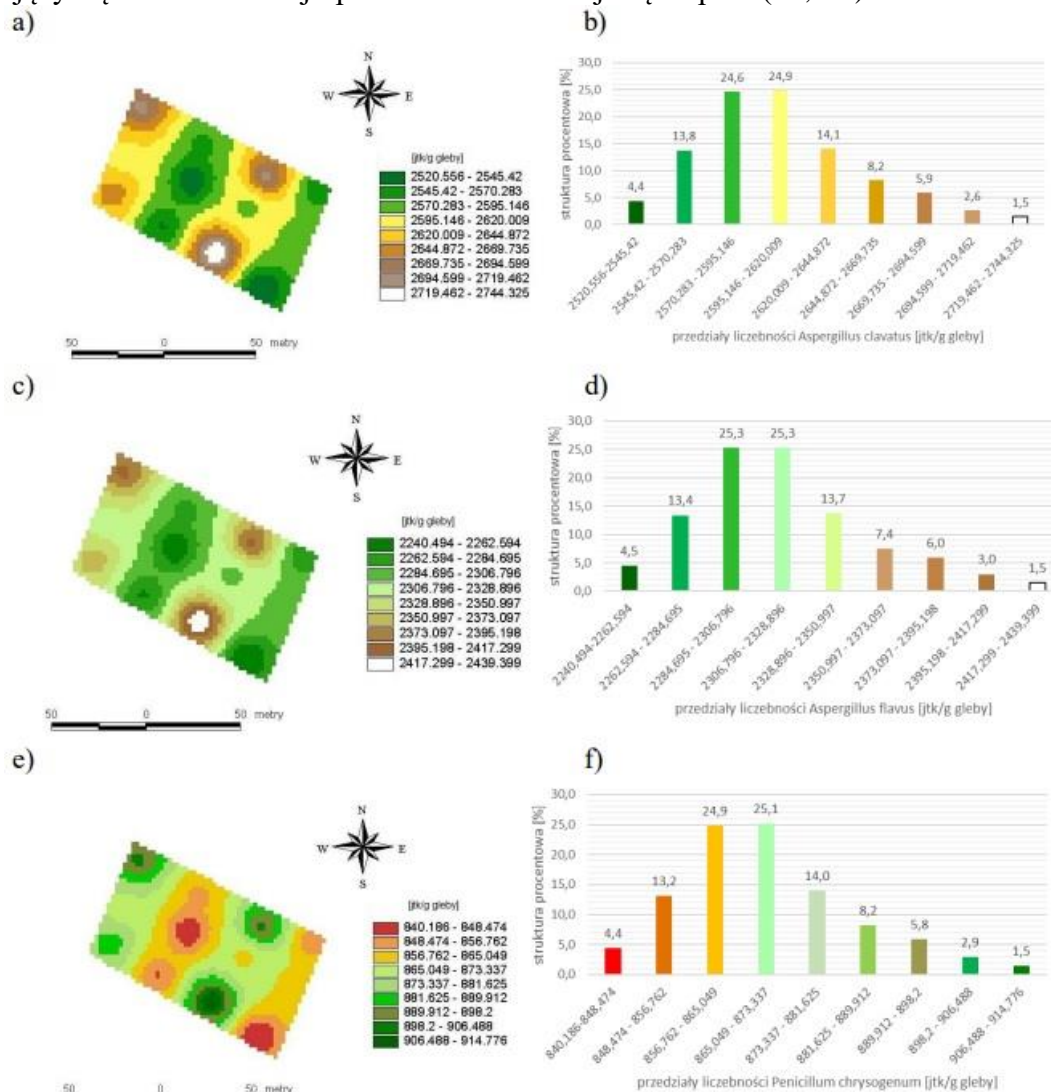 a)
N
W E
S
[jtk/g gleby]
2520.556 - 2545.42
2545.42 - 2570.283
2570.283 - 2595.146
2595.146 - 2620.009
2620.009 - 2644.872
2644.872 - 2669.735
2669.735 - 2694.599
2694.599 - 2719.462
2719.462 - 2744.325
50 0 50 metry
b)
struktura procentowa [%]
30,0
25,0
20,0
15,0
10,0
5,0
0,0
4,4
13,8
24,6
24,9
14,1
8,2
5,9
2,6
1,5
2520,556-2545,42
2545,42 - 2570,283
2570,283 - 2595,146
2595,146 - 2620,009
2620,009 - 2644,872
2644,872 - 2669,735
2669,735 - 2694,599
2694,599 - 2719,462
2719,462 - 2744,325
przedziały liczebności Aspergillus clavatus [jtk/g gleby]
c)
N
W E
S
[jtk/g gleby]
2240.494 - 2262.594
2262.594 - 2284.695
2284.695 - 2306.796
2306.796 - 2328.896
2328.896 - 2350.997
2350.997 - 2373.097
2373.097 - 2395.198
2395.198 - 2417.299
2417.299 - 2439.399
50 0 50 metry
d)
struktura procentowa [%]
30,0
25,0
20,0
15,0
10,0
5,0
0,0
4,5
13,4
25,3
25,3
13,7
7,4
6,0
3,0
1,5
2240,494-2262,594
2262,594 - 2284,695
2284,695 - 2306,796
2306,796 - 2328,896
2328,896 - 2350,997
2350,997 - 2373,097
2373,097 - 2395,198
2395,198 - 2417,299
2417,299 - 2439,399
przedziały liczebności Aspergillus flavus [jtk/g gleby]
e)
N
W E
S
[jtk/g gleby]
840.186 - 848.474
848.474 - 856.762
856.762 - 865.049
865.049 - 873.337
873.337 - 881.625
881.625 - 889.912
889.912 - 898.2
898.2 - 906.488
906.488 - 914.776
50 0 50 metry
f)
struktura procentowa [%]
30,0
25,0
20,0
15,0
10,0
5,0
0,0
4,4
13,2
24,9
25,1
14,0
8,2
5,8
2,9
1,5
840,186-848,474
848,474 - 856,762
856,762 - 865,049
865,049 - 873,337
873,337 - 881,625
881,625 - 889,912
889,912 - 898,2
898,2 - 906,488
906,488 - 914,776
przedziały liczebności Penicillum chrysogenum [jtk/g gleby]